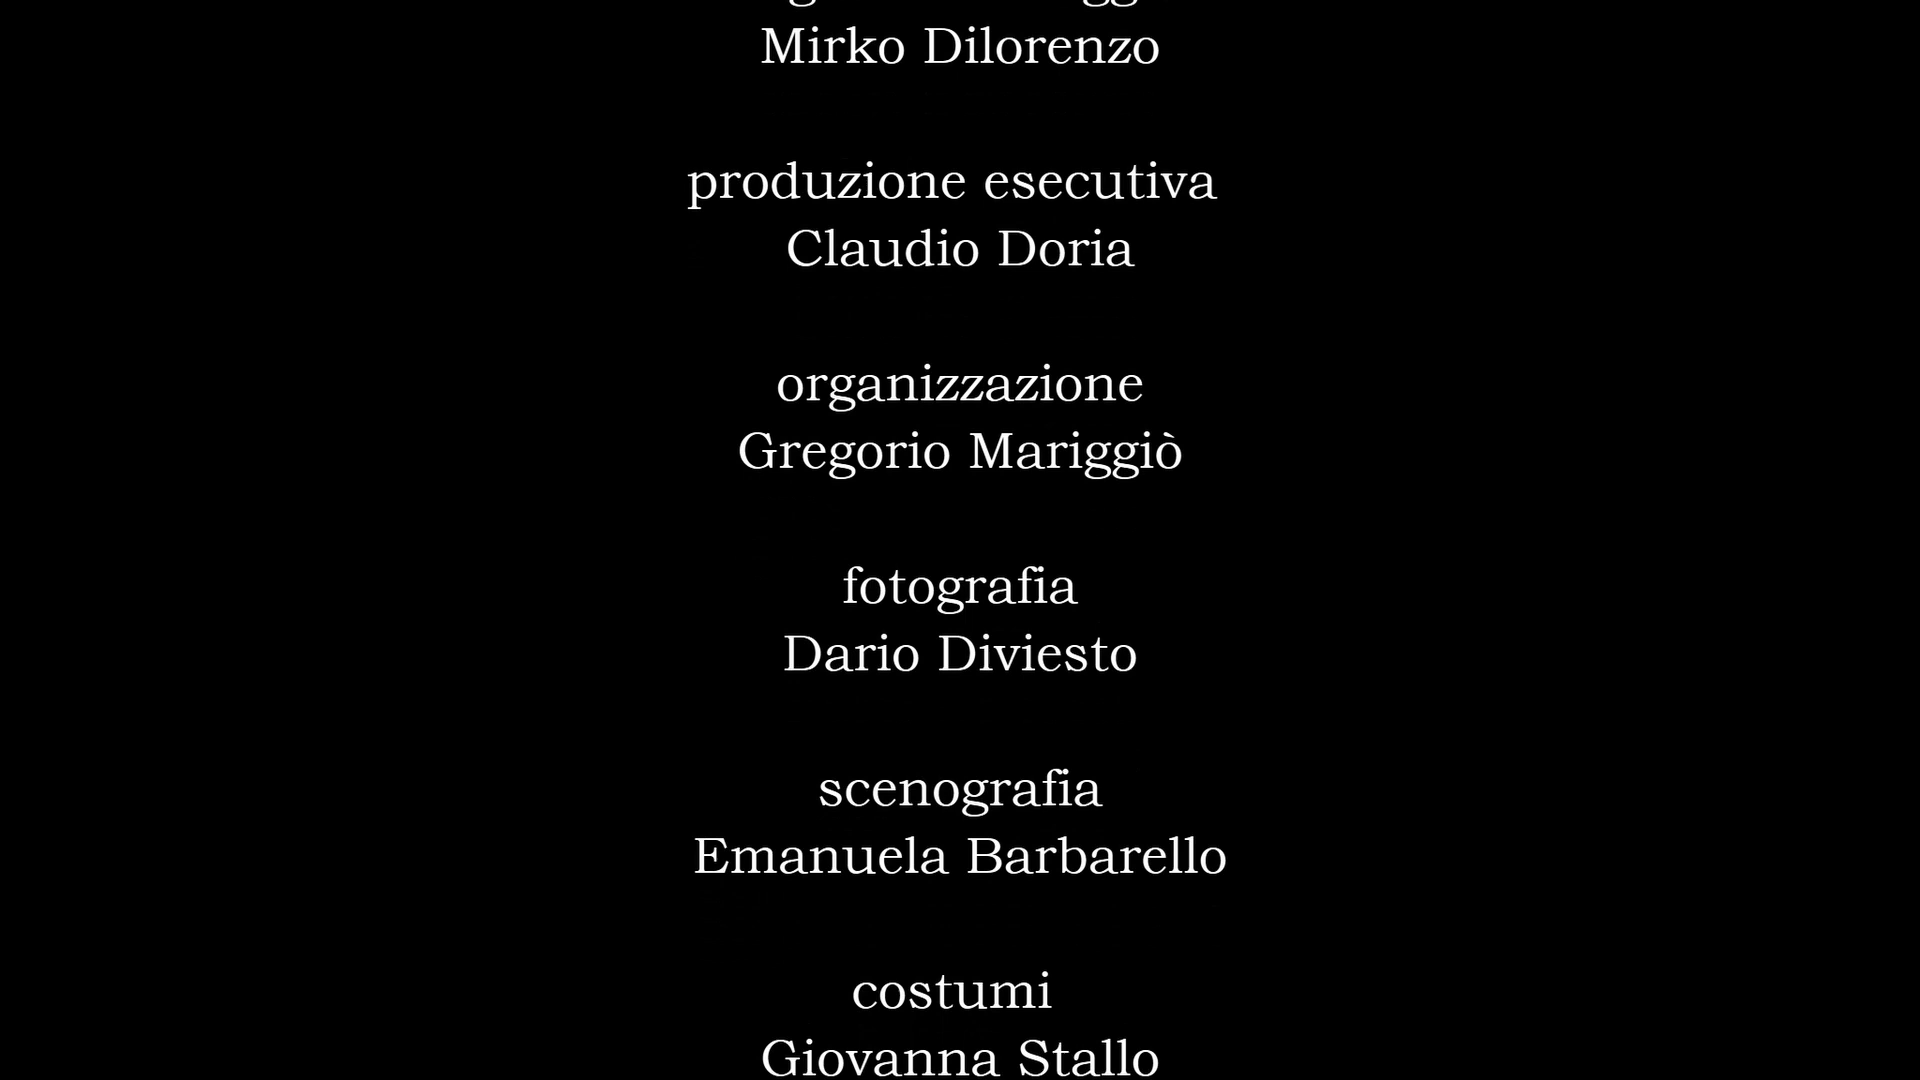 Mirko Dilorenzo
produzione esecutiva
Claudio Doria
organizzazione
Gregorio Mariggiò
fotografia
Dario Diviesto
scenografia
Emanuela Barbarello
costumi
Giovanna Stallo